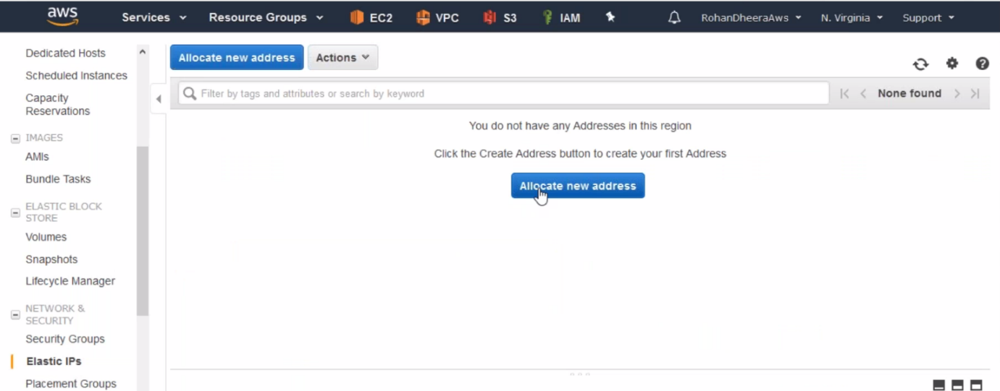 aws Services Resource Groups EC2 VPC S3 IAM RohanDheeraAws N. Virginia Support
Dedicated Hosts
Scheduled Instances
Capacity
Reservations
IMAGES
AMIs
Bundle Tasks
ELASTIC BLOCK
STORE
Volumes
Snapshots
Lifecycle Manager
NETWORK &
SECURITY
Security Groups
Elastic IPs
Placement Groups
Allocate new address Actions
Filter by tags and attributes or search by keyword None found
You do not have any Addresses in this region
Click the Create Address button to create your first Address
Allocate new address